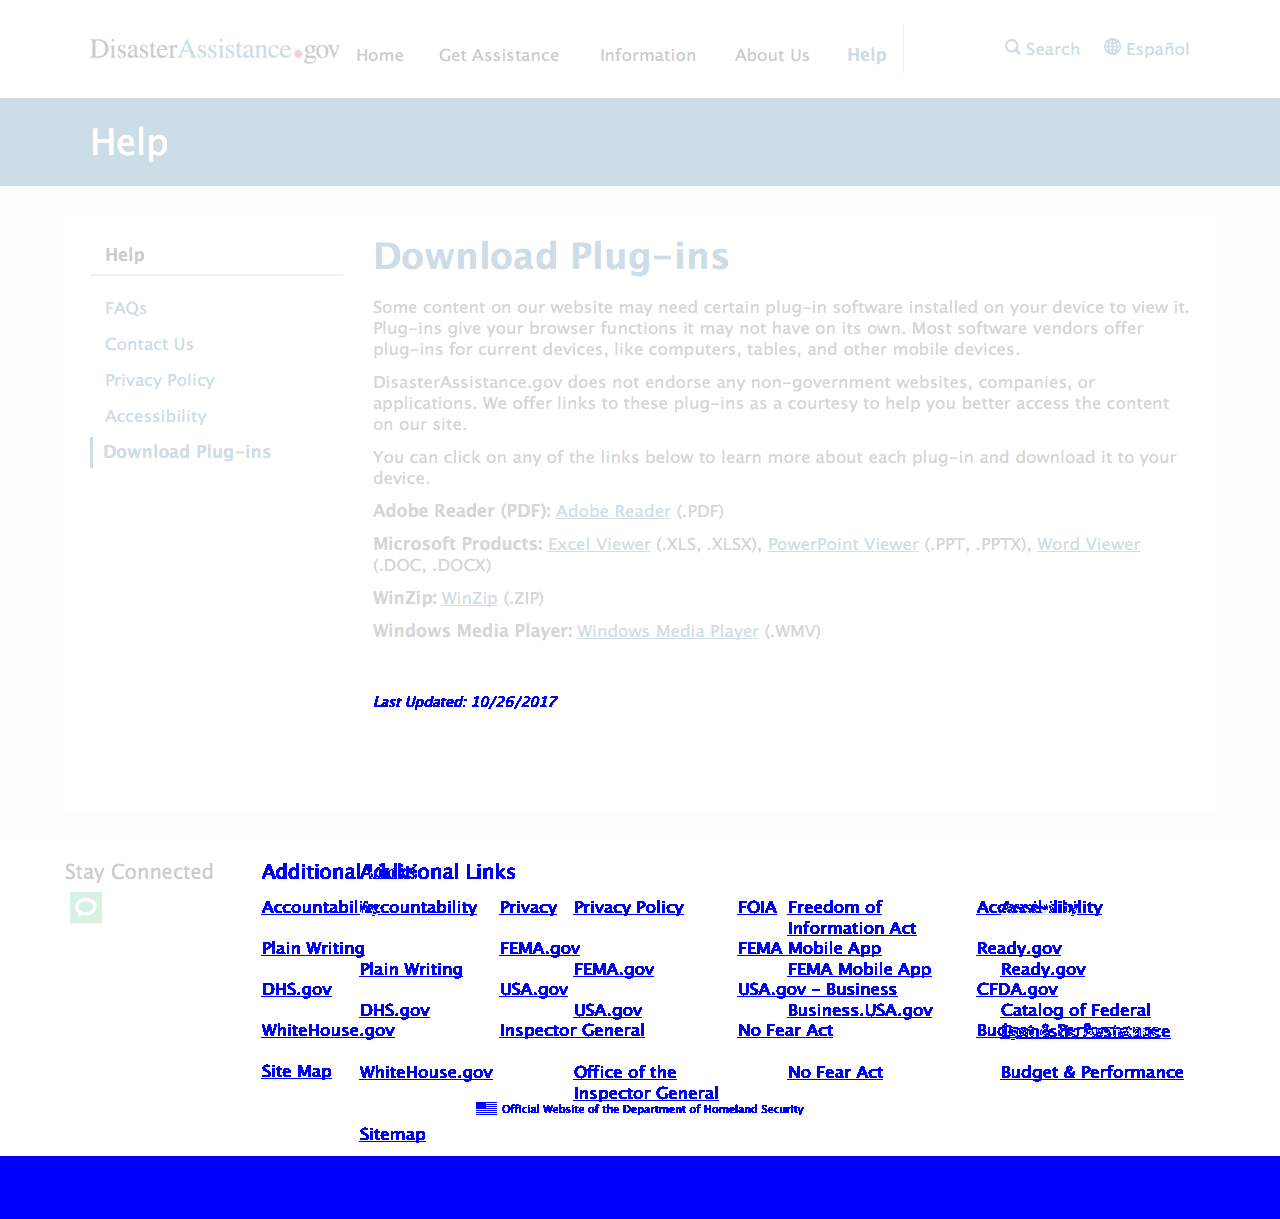 DisasterAssistance.gov Home Get Assistance Information About Us Help Search Español
Help
Help
FAQs
Contact Us
Privacy Policy
Accessibility
Download Plug-ins
Download Plug-ins
Some content on our website may need certain plug-in software installed on your device to view it.
Plug-ins give your browser functions it may not have on its own. Most software vendors offer
plug-ins for current devices, like computers, tables, and other mobile devices.
DisasterAssistance.gov does not endorse any non-government websites, companies, or
applications. We offer links to these plug-ins as a courtesy to help you better access the content
on our site.
You can click on any of the links below to learn more about each plug-in and download it to your
device.
Adobe Reader (PDF): Adobe Reader (.PDF)
Microsoft Products: Excel Viewer (.XLS, .XLSX), PowerPoint Viewer (.PPT, .PPTX), Word Viewer
(.DOC, .DOCX)
WinZip: WinZip (.ZIP)
Windows Media Player: Windows Media Player (.WMV)
Last Updated: 10/26/2017
Stay Connected
Additional Links
Accountability Privacy Privacy Policy FOIA Freedom of
Information Act
Accessibility
Plain Writing FEMA.gov FEMA Mobile App Ready.gov
Plain Writing FEMA.gov FEMA Mobile App Ready.gov
DHS.gov USA.gov USA.gov - Business CFDA.gov
DHS.gov USA.gov Business.USA.gov Catalog of Federal
WhiteHouse.gov Inspector General No Fear Act
Site Map WhiteHouse.gov Office of the No Fear Act Budget & Performance
Inspector General
Official Website of the Department of Homeland Security
Sitemap